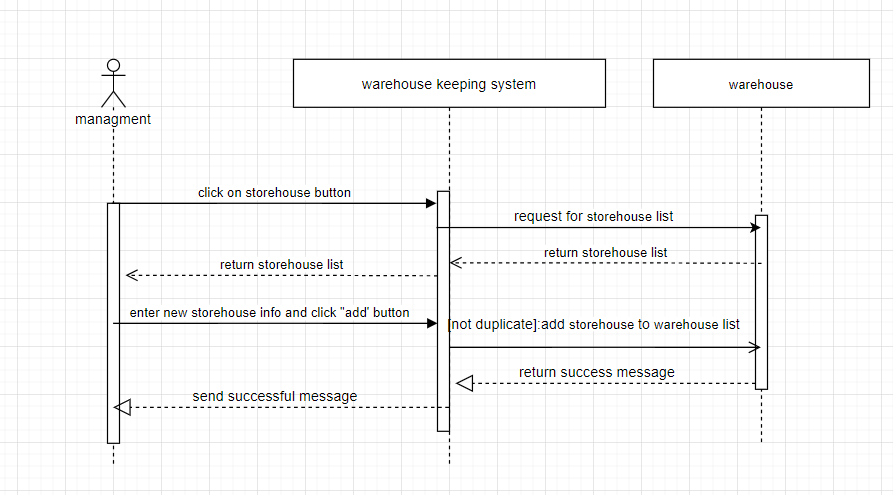 warehouse keeping system
warehouse
managment
click on storehouse button
request for storehouse list
return storehouse list
return storehouse list
enter new storehouse info and click "add' button
[not duplicate]:add storehouse to warehouse list
return success message
send successful message